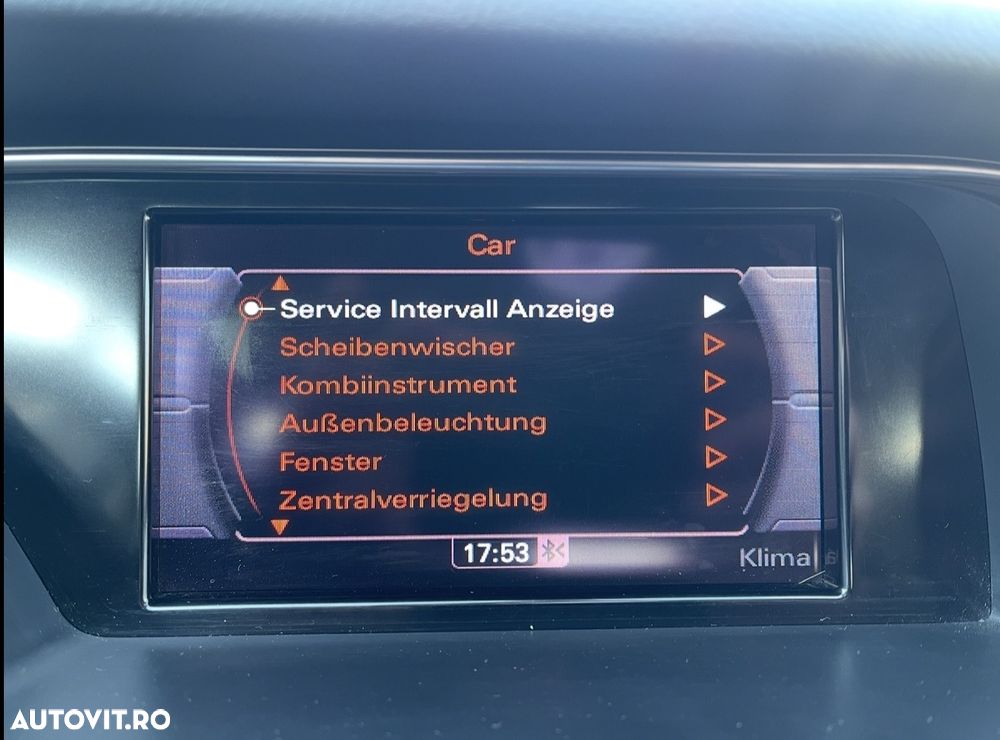 Car
Service Intervall Anzeige
Scheibenwischer
Kombiinstrument
Außenbeleuchtung
Fenster
Zentralverriegelung
17:53
Klima
AUTOVIT.RO